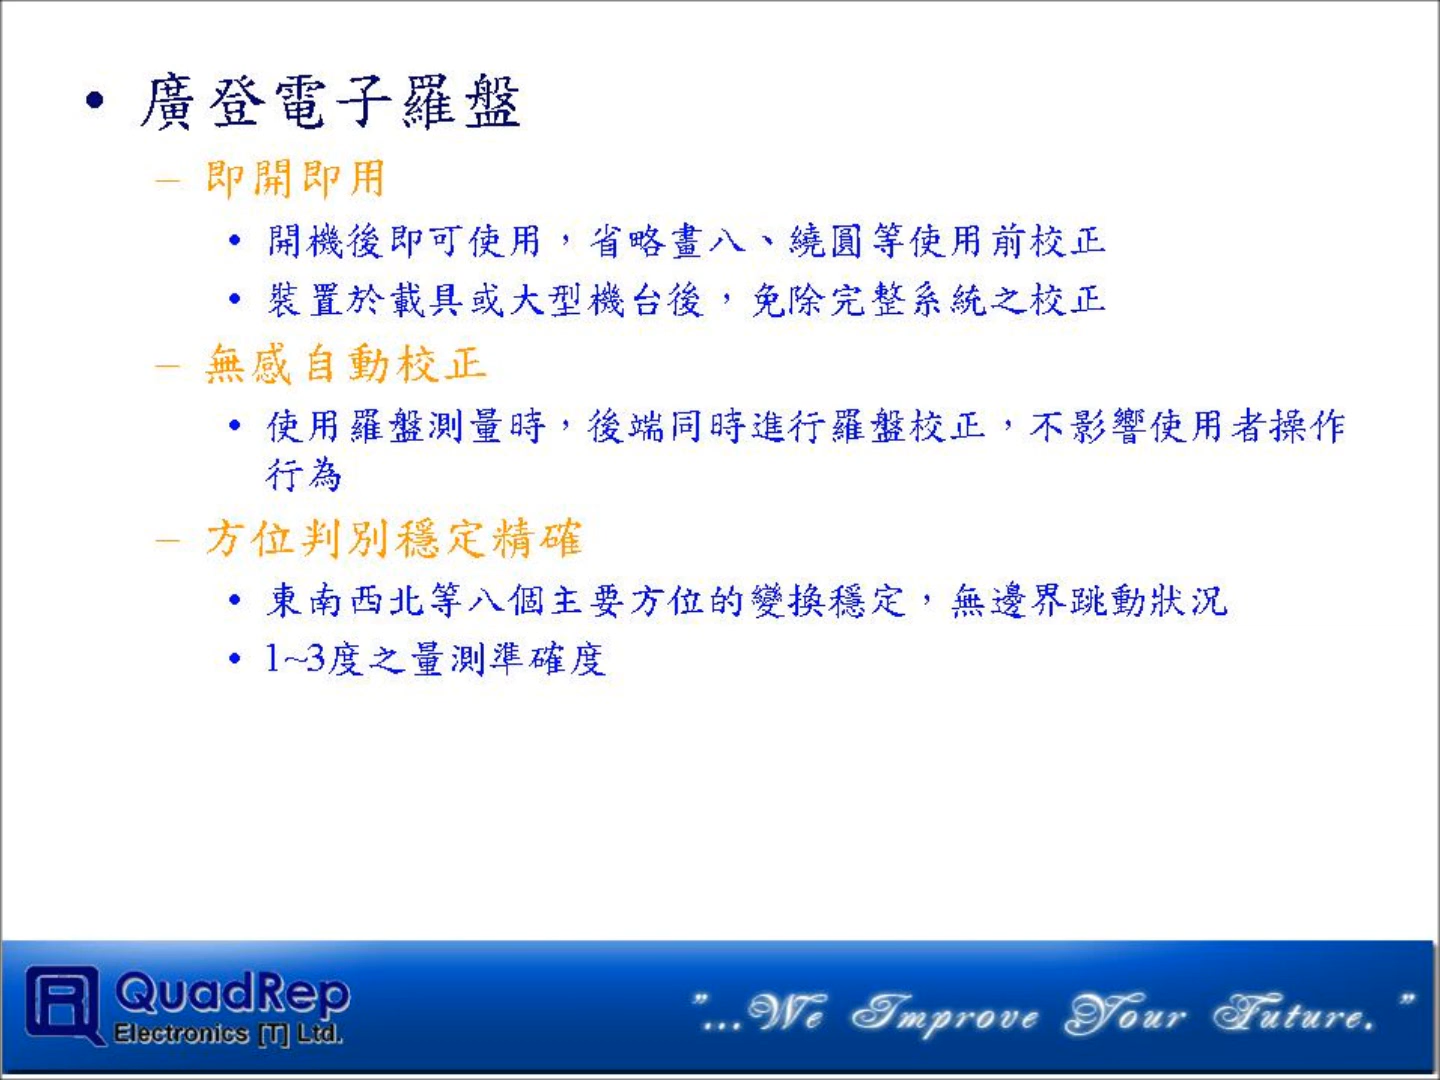 • 廣登電子羅盤
– 即開即用
• 開機後即可使用，省略畫八、繞圓等使用前校正
• 裝置於載具或大型機台後，免除完整系統之校正
– 無感自動校正
• 使用羅盤測量時，後端同時進行羅盤校正，不影響使用者操作
行為
– 方位判別穩定精確
• 東南西北等八個主要方位的變換穩定，無邊界跳動狀況
• 1~3度之量測準確度
QuadRep
Electronics [T] Ltd.
"...We Improve Your Future."